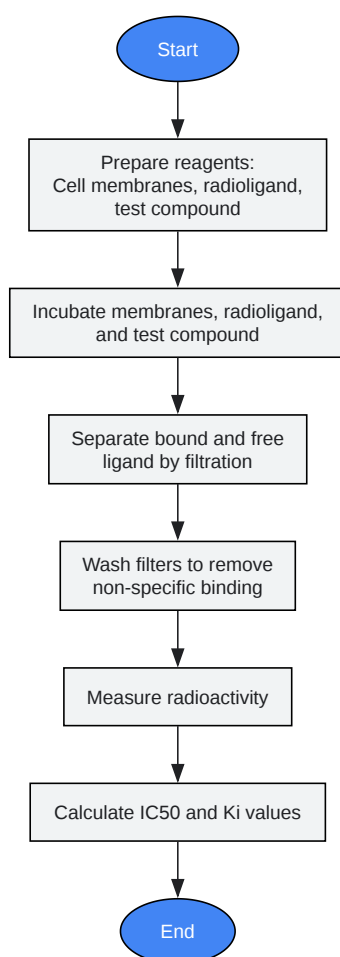 Start
Prepare reagents:
Cell membranes, radioligand,
test compound
Incubate membranes, radioligand,
and test compound
Separate bound and free
ligand by filtration
Wash filters to remove
non-specific binding
Measure radioactivity
Calculate IC50 and Ki values
End